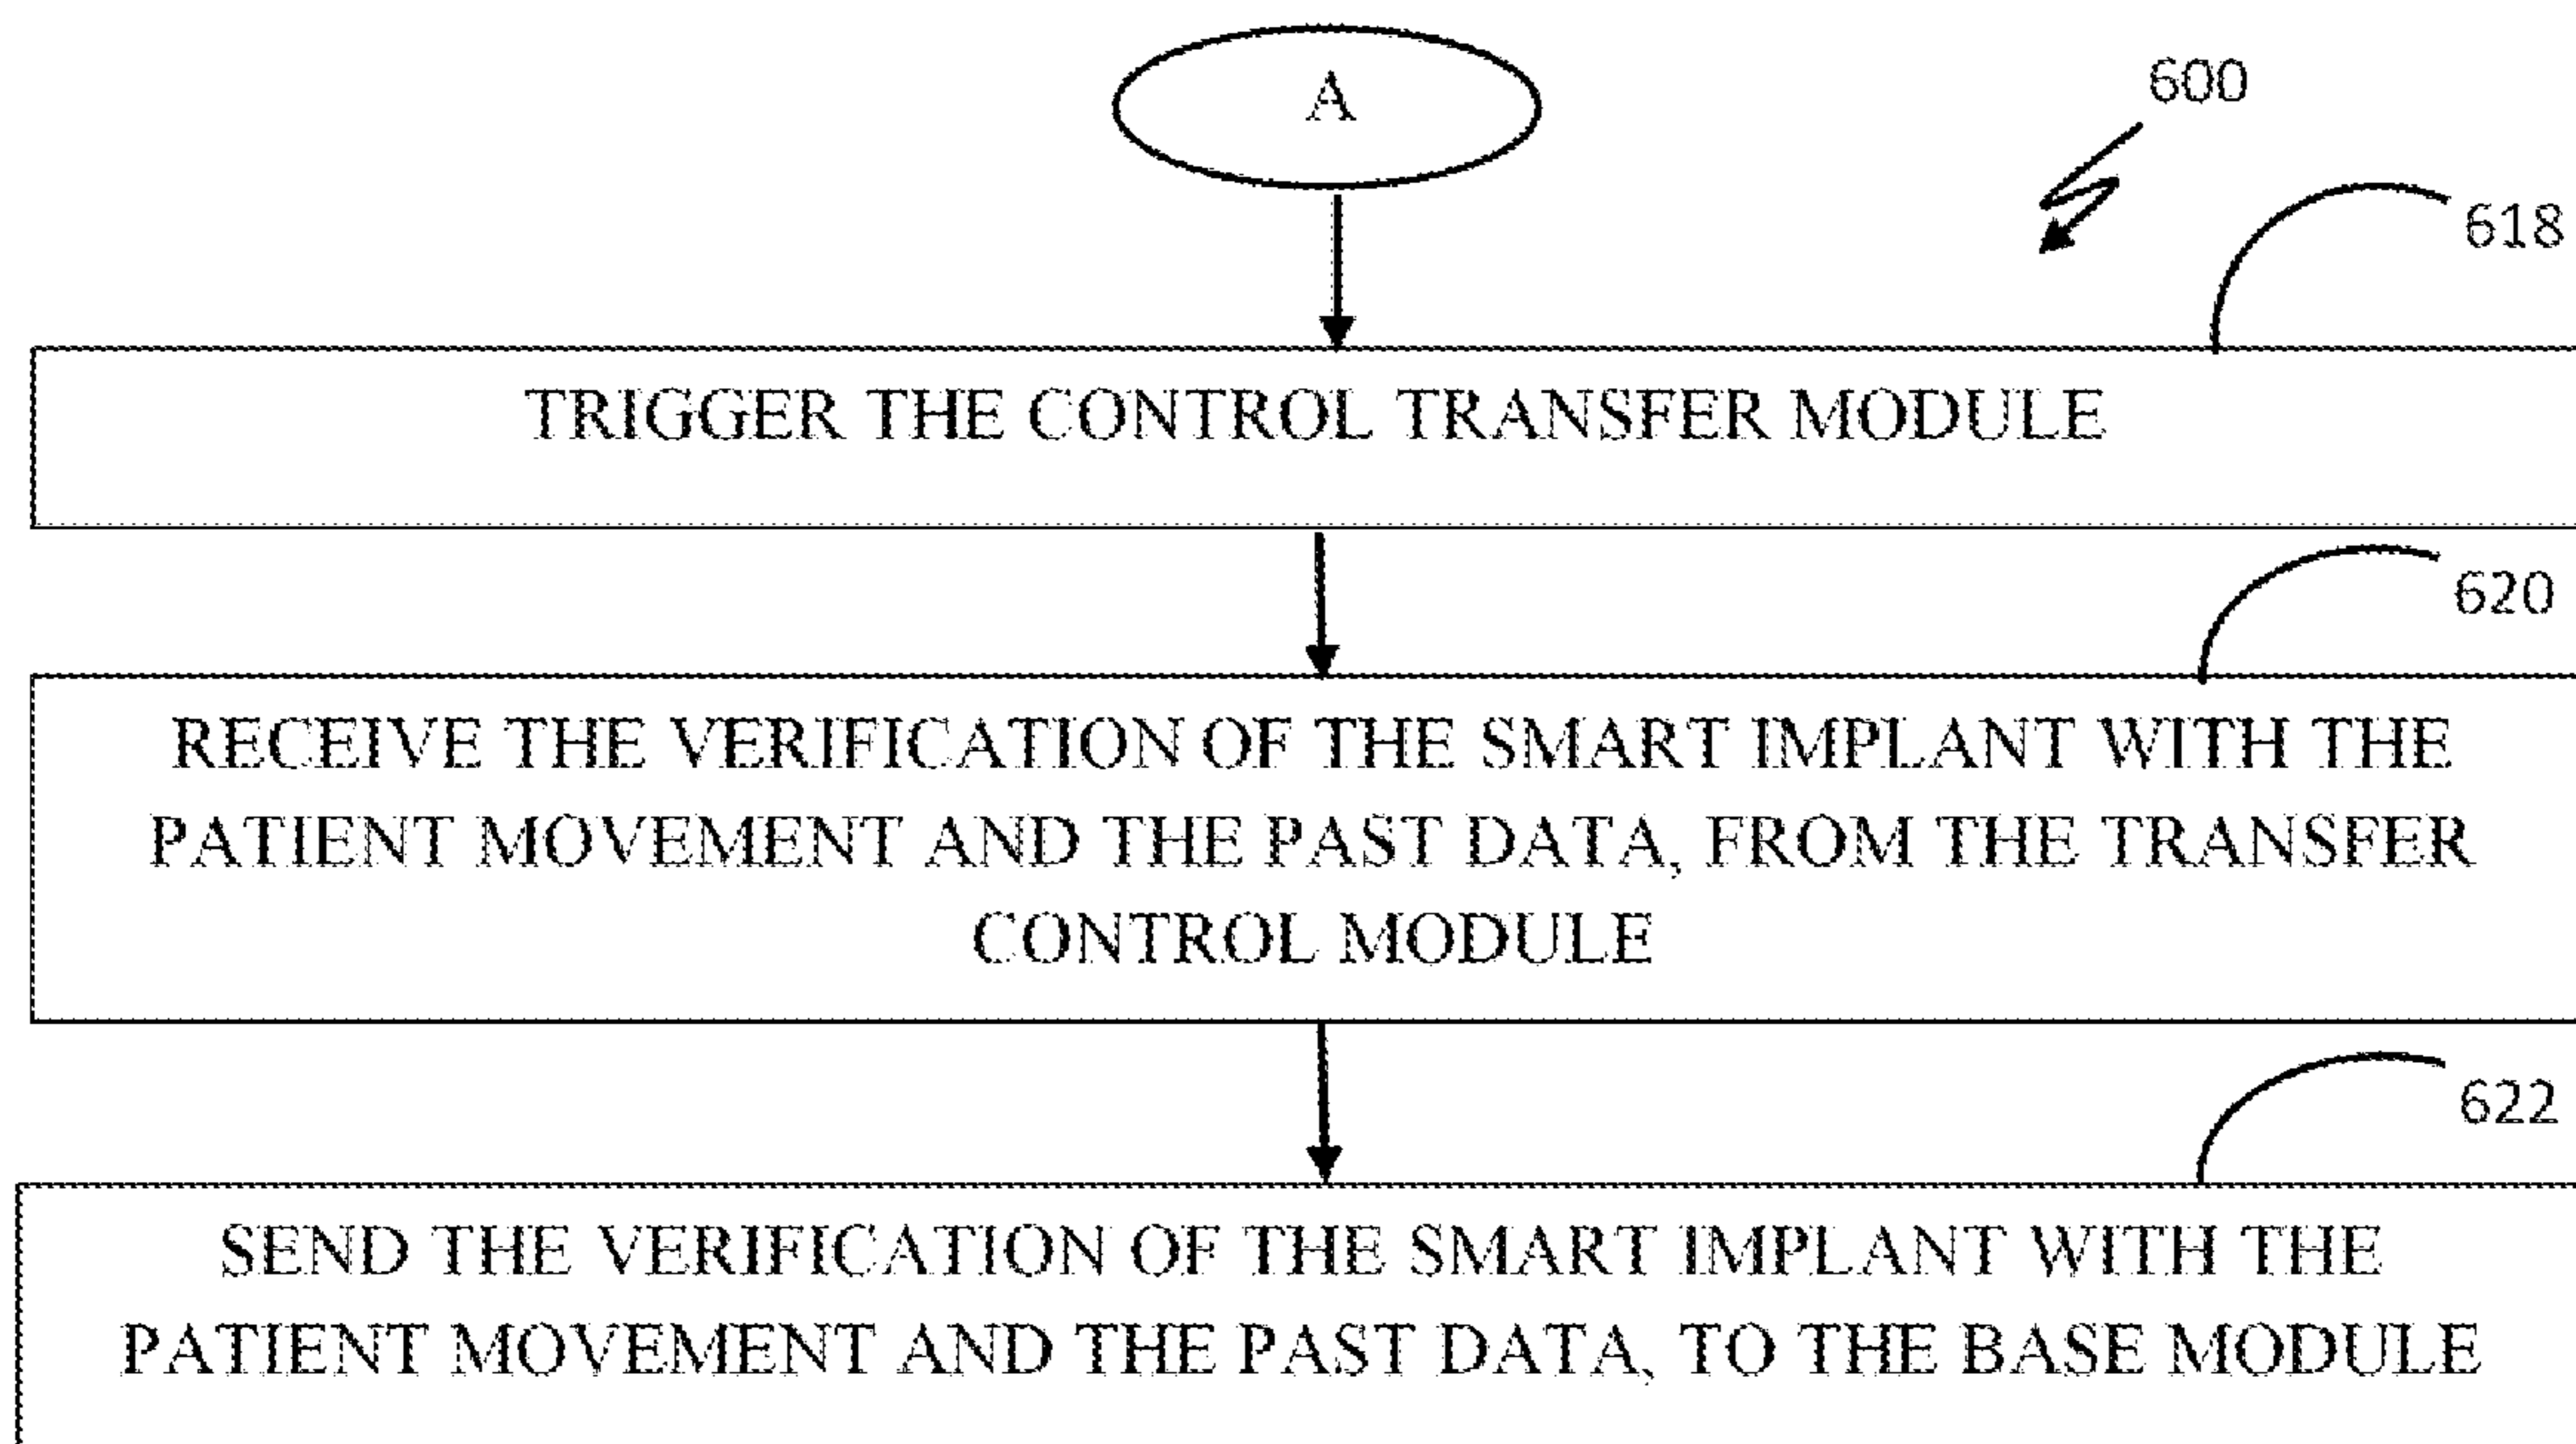 A
600
618
TRIGGER THE CONTROL TRANSFER MODULE
620
RECEIVE THE VERIFICATION OF THE SMART IMPLANT WITH THE
PATIENT MOVEMENT AND THE PAST DATA, FROM THE TRANSFER
CONTROL MODULE
622
SEND THE VERIFICATION OF THE SMART IMPLANT WITH THE
PATIENT MOVEMENT AND THE PAST DATA, TO THE BASE MODULE